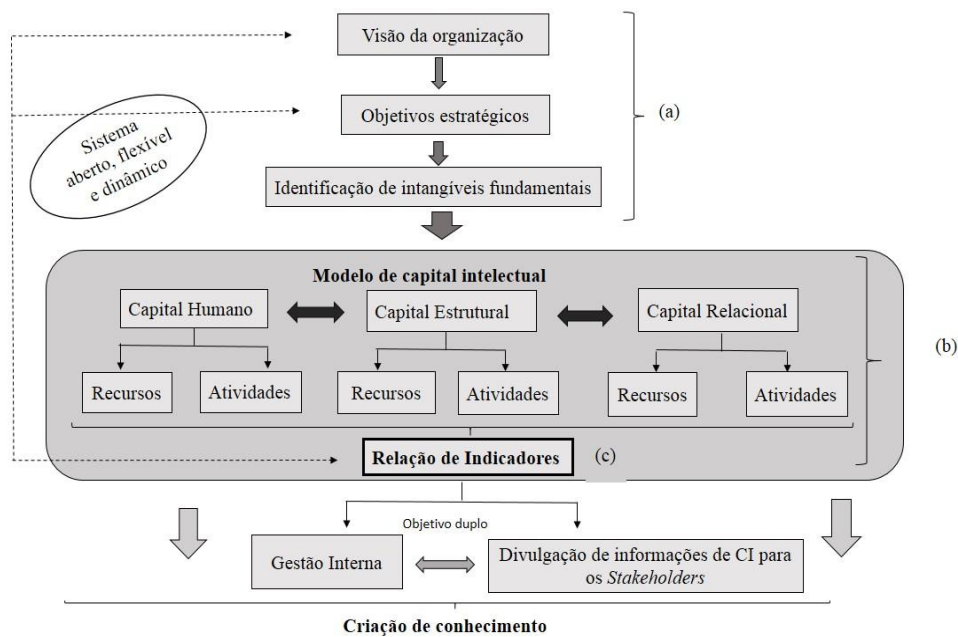 Visão da organização
(a)
Objetivos estratégicos
Sistema
aberto, flexível
e dinâmico
Identificação de intangíveis fundamentais
Modelo de capital intelectual
Capital Humano
Capital Estrutural
Capital Relacional
(b)
Recursos
Atividades
Recursos
Atividades
Recursos
Atividades
Relação de Indicadores
(c)
Objetivo duplo
Gestão Interna
Divulgação de informações de CI para
os Stakeholders
Criação de conhecimento